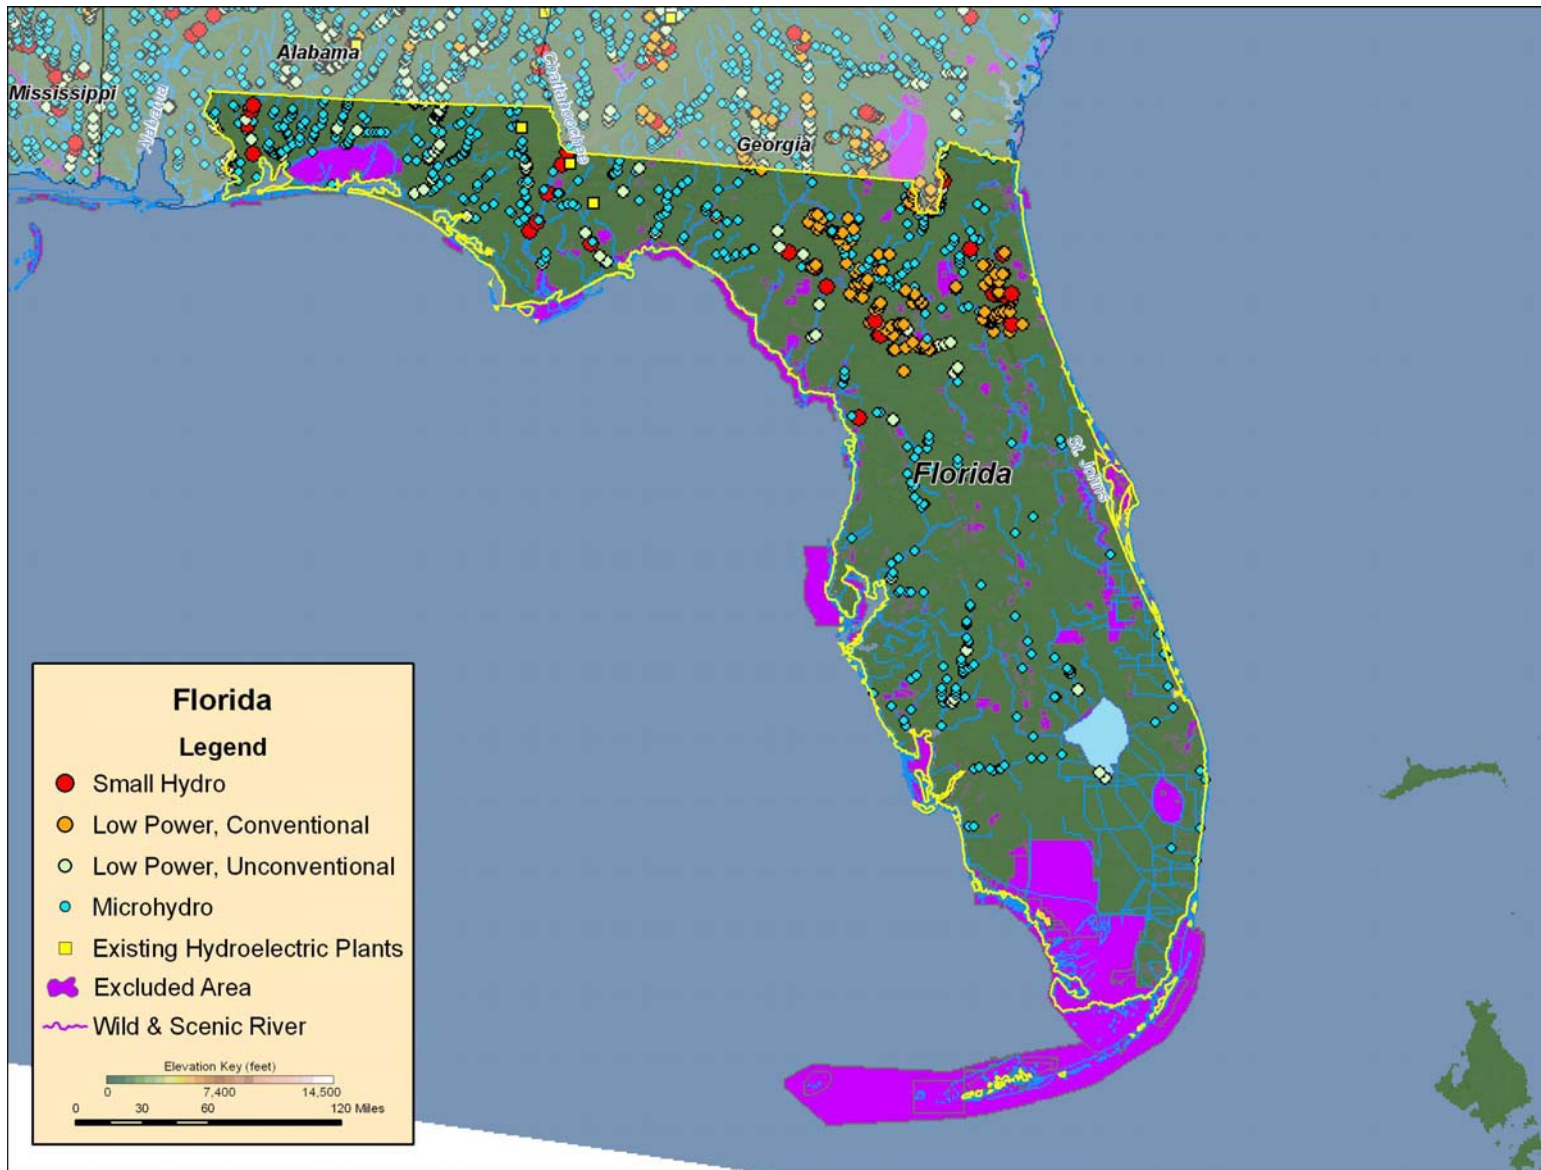 Alabama
Chattahoochee
Mississippi
Alabama
Georgia
St. Johns
Florida
Florida
Legend
Small Hydro
Low Power, Conventional
Low Power, Unconventional
Microhydro
Existing Hydroelectric Plants
Excluded Area
Wild & Scenic River
Elevation Key (feet)
0 7,400 14,500
0 30 60 120 Miles